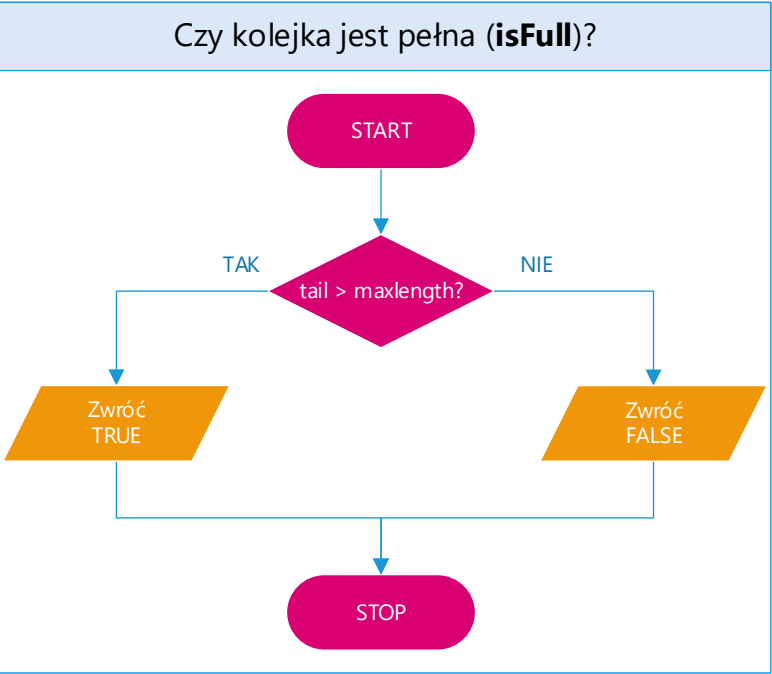 Czy kolejka jest pełna (isFull)?
START
TAK
NIE
tail > maxlength?
Zwróć
TRUE
Zwróć
FALSE
STOP